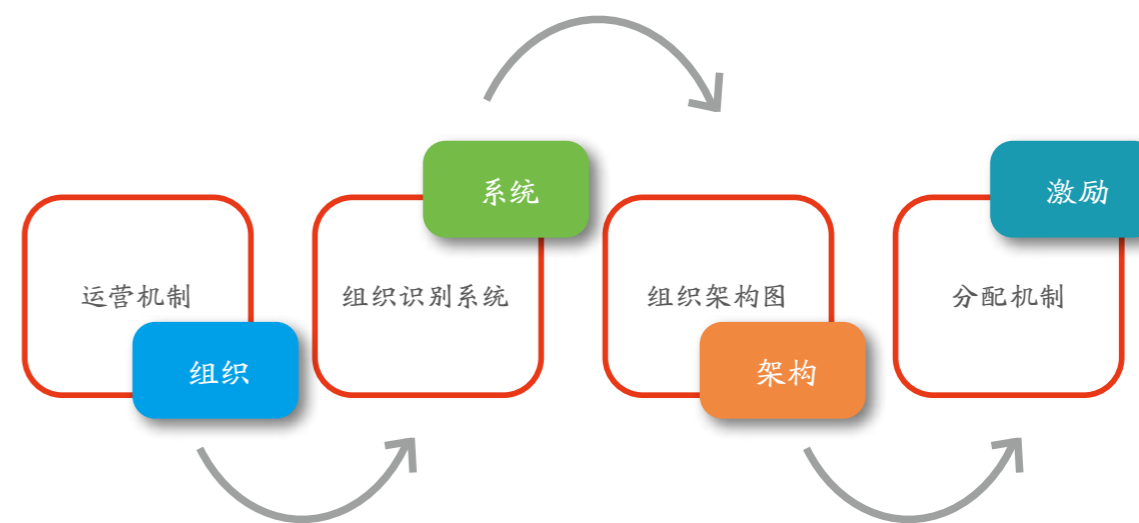 运营机制
组织
系统
组织识别系统
组织架构图
架构
激励
分配机制